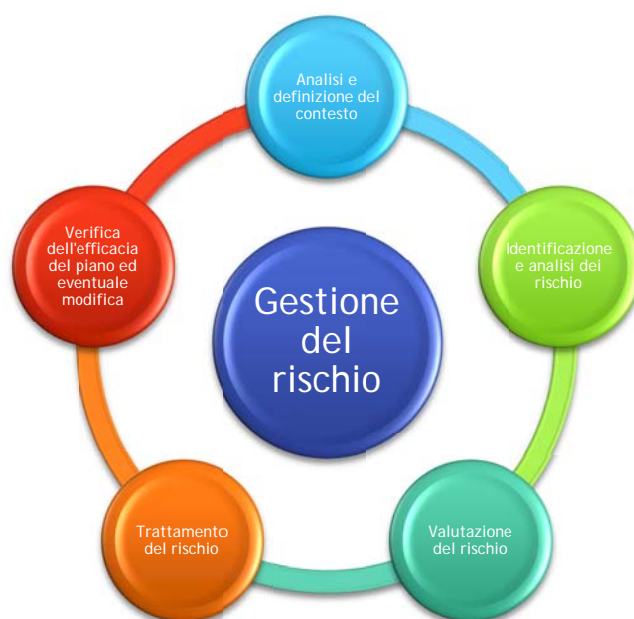 Analisi e
definizione del
contesto
Verifica
dell'efficacia
del piano ed
eventuale
modifica
Identificazione
e analisi dei
rischio
Gestione
del
rischio
Trattamento
del rischio
Valutazione
del rischio